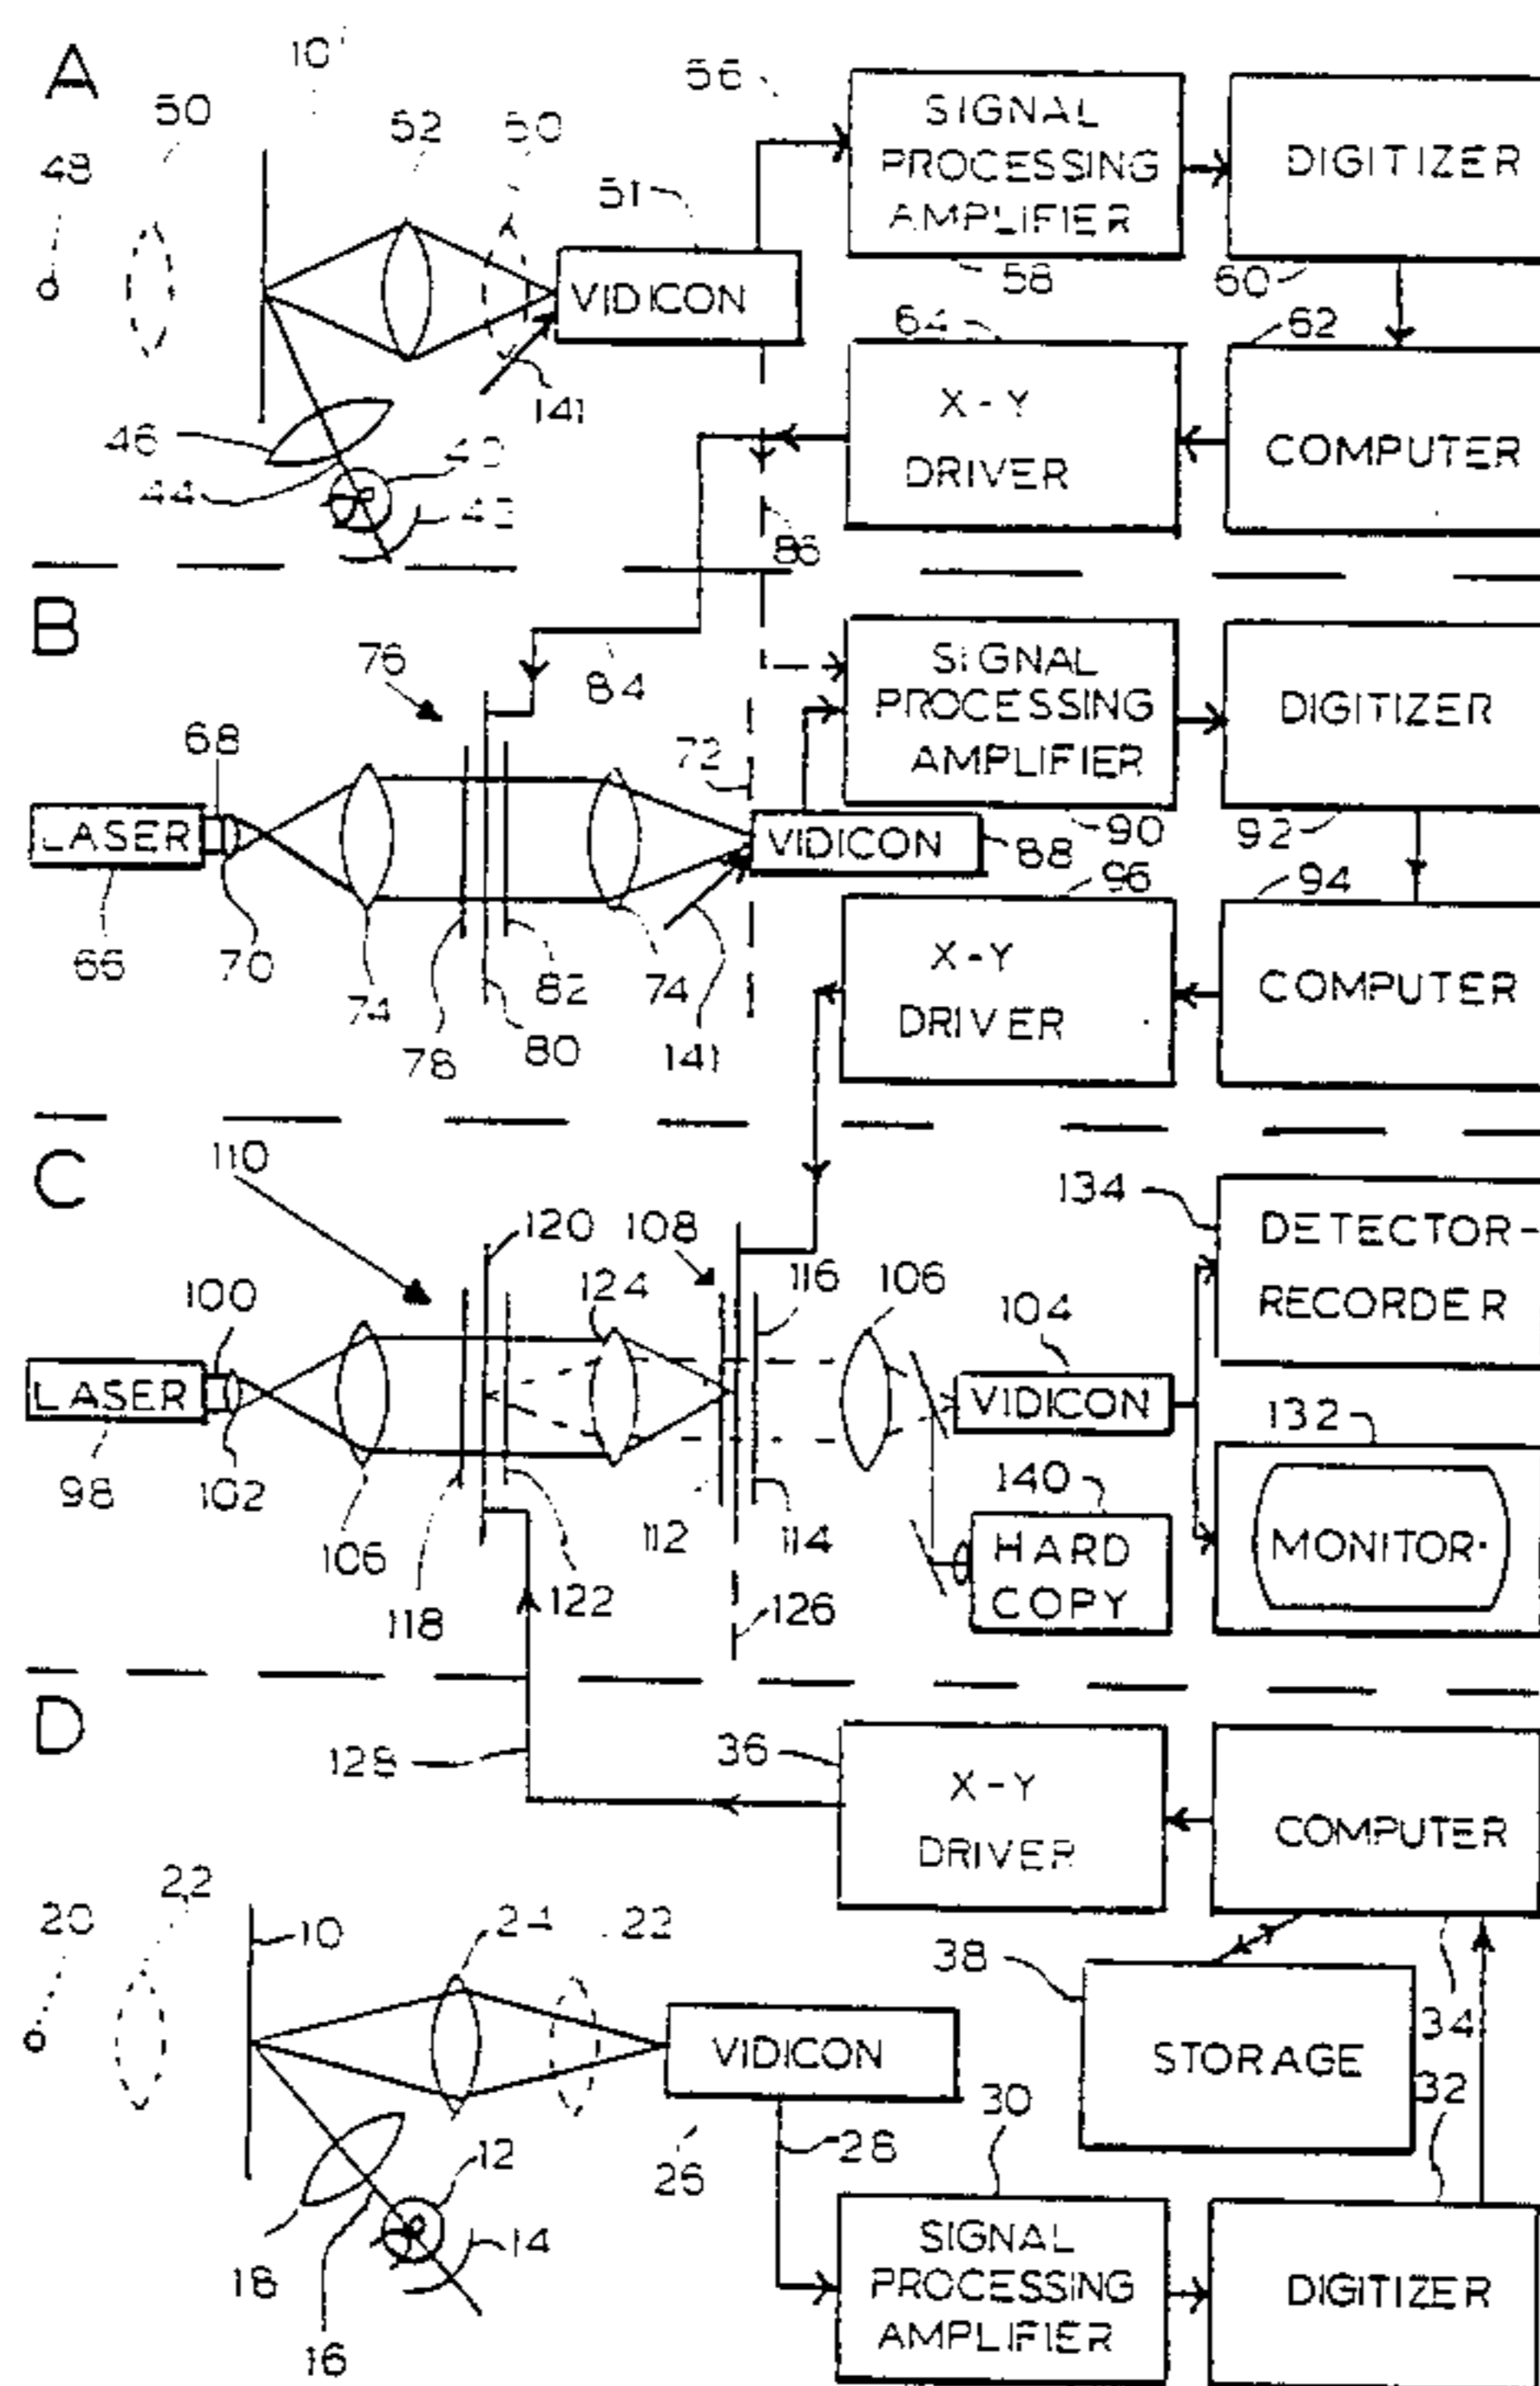 A
10'
50
48
52
50
51
56
SIGNAL
PROCESSING
AMPLIFIER
58
DIGITIZER
60
VIDICON
141
46
44
64
X-Y
DRIVER
62
COMPUTER
86
B
76
84
68
LASER
66
70
74
78
80
82
74
72
141
VIDICON
88
SIGNAL
PROCESSING
AMPLIFIER
90
DIGITIZER
92
96
X-Y
DRIVER
94
COMPUTER
C
110
120
108
116
106
124
100
LASER
98
102
106
118
122
112
114
126
104
VIDICON
140
HARD
COPY
134
DETECTOR-
RECORDER
132
MONITOR
D
128
36
X-Y
DRIVER
COMPUTER
34
38
STORAGE
20
22
10
24
22
VIDICON
26
28
18
16
12
14
30
SIGNAL
PROCESSING
AMPLIFIER
32
DIGITIZER